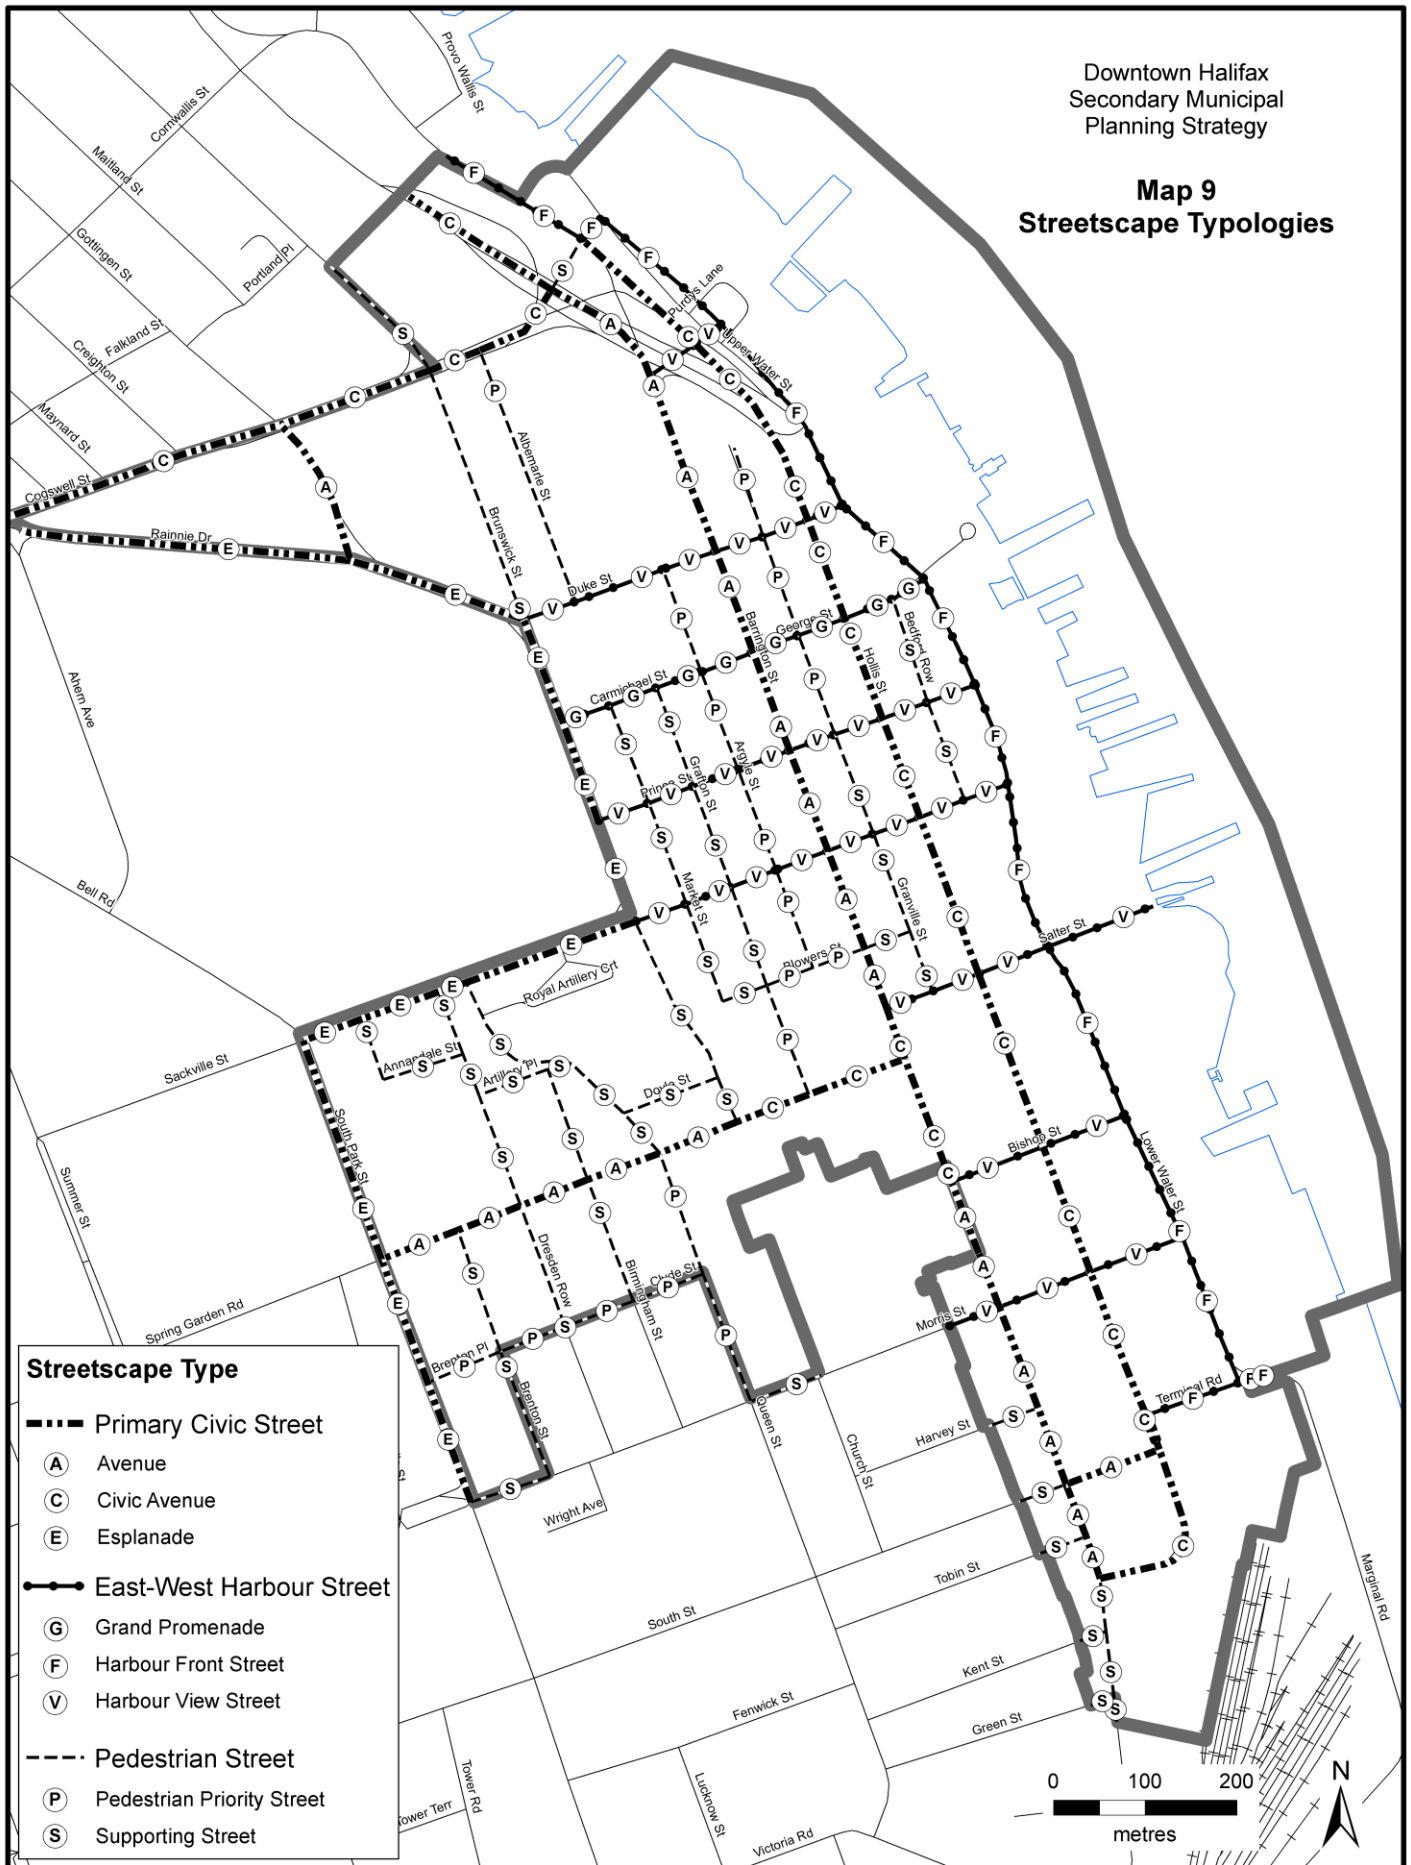 Downtown Halifax
Secondary Municipal
Planning Strategy
Map 9
Streetscape Typologies
Provo Wallis St
Cornwallis St
Maitland St
Gottingen St
Portland Pl
Falkland St
Creighton St
Maynard St
Cogswell St
Rainnie Dr
Purdys Lane
Upper Water St
Albemarle St
Brunswick St
Duke St
Barrington St
George St
Bedford Row
Hollis St
Carmichael St
Argyle St
Grafton St
Prince St
Market St
Granville St
Blowers St
Salter St
Ahern Ave
Bell Rd
Royal Artillery Crt
Sackville St
Annandale St
Artillery Pl
Doyle St
South Park St
Summer St
Bishop St
Lower Water St
Dresden Row
Birmingham St
Clyde St
Spring Garden Rd
Morris St
Brenton Pl
Brenton St
Queen St
Church St
Harvey St
Terminal Rd
Wright Ave
Tobin St
South St
Kent St
Fenwick St
Green St
Marginal Rd
Tower Rd
Tower Terr
Lucknow St
Victoria Rd
Streetscape Type
Primary Civic Street
A Avenue
C Civic Avenue
E Esplanade
East-West Harbour Street
G Grand Promenade
F Harbour Front Street
V Harbour View Street
Pedestrian Street
P Pedestrian Priority Street
S Supporting Street
0 100 200
metres
N